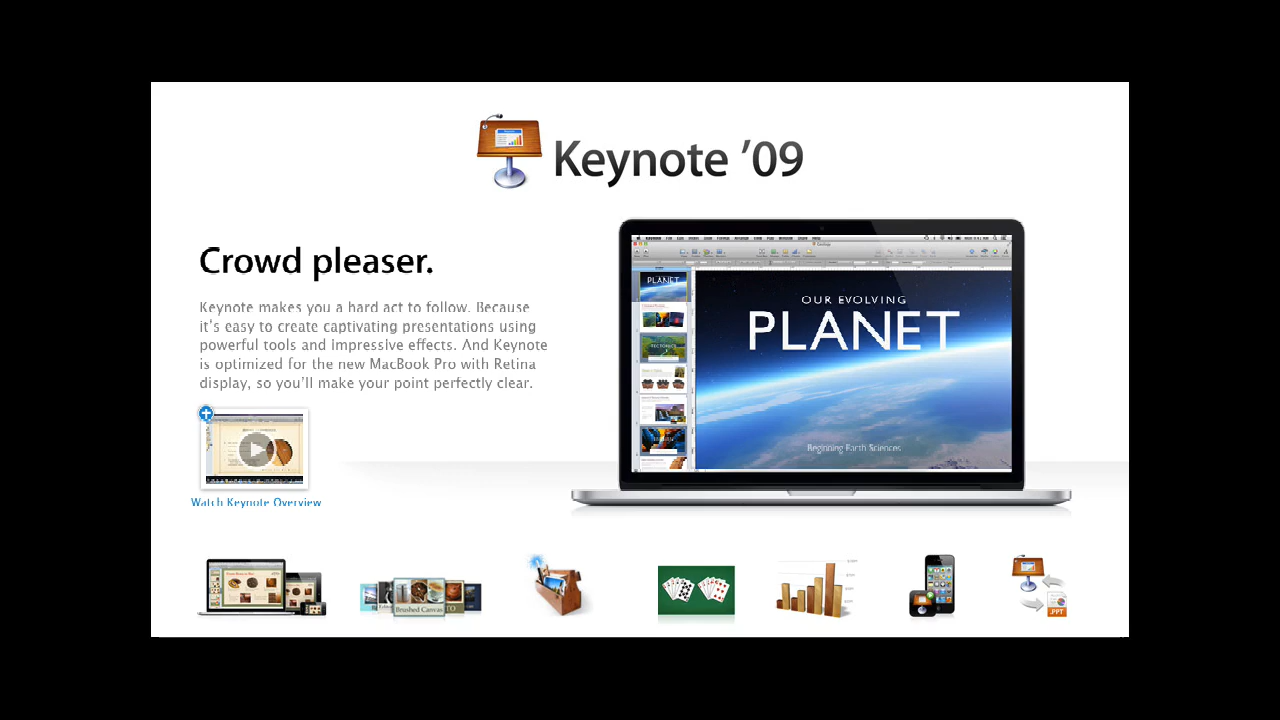 Keynote ’09
Crowd pleaser.
Keynote makes you a hard act to follow. Because
it’s easy to create captivating presentations using
powerful tools and impressive effects. And Keynote
is optimized for the new MacBook Pro with Retina
display, so you’ll make your point perfectly clear.
Watch Keynote Overview
PLANET
TECTONICS
OUR EVOLVING
PLANET
Beginning Earth Sciences
Brushed Canvas
.PPT